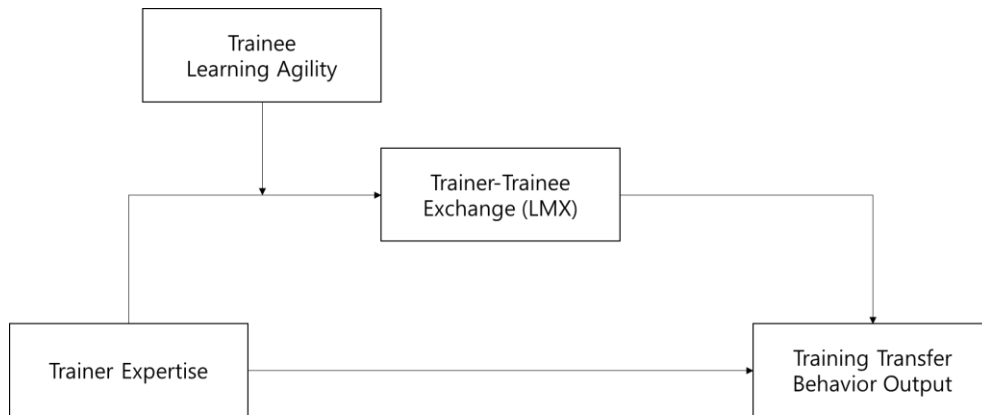 Trainee
Learning Agility
Trainer-Trainee
Exchange (LMX)
Trainer Expertise
Training Transfer
Behavior Output